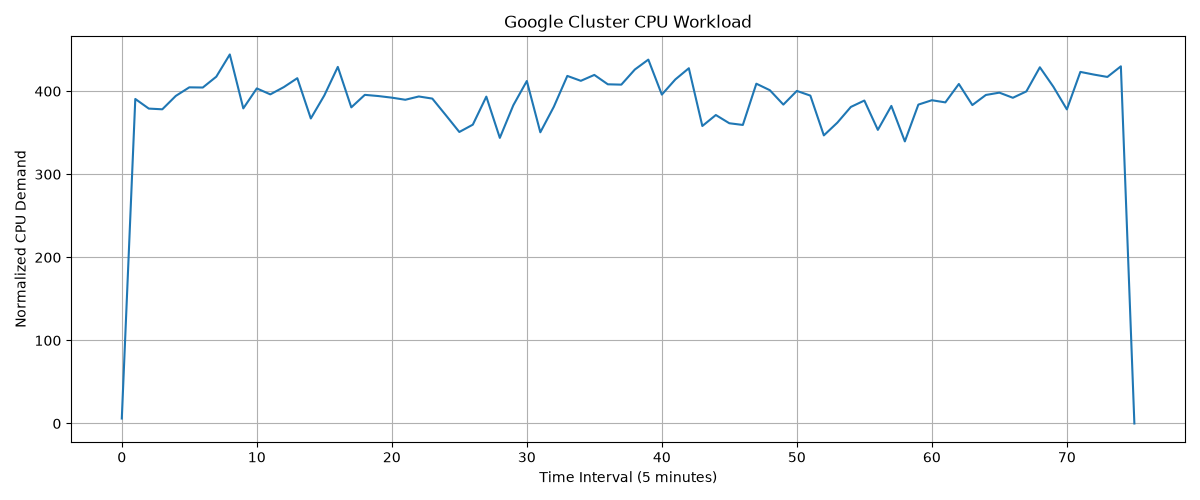 Google Cluster CPU Workload
Normalized CPU Demand
400
300
200
100
0
0 10 20 30 40 50 60 70
Time Interval (5 minutes)